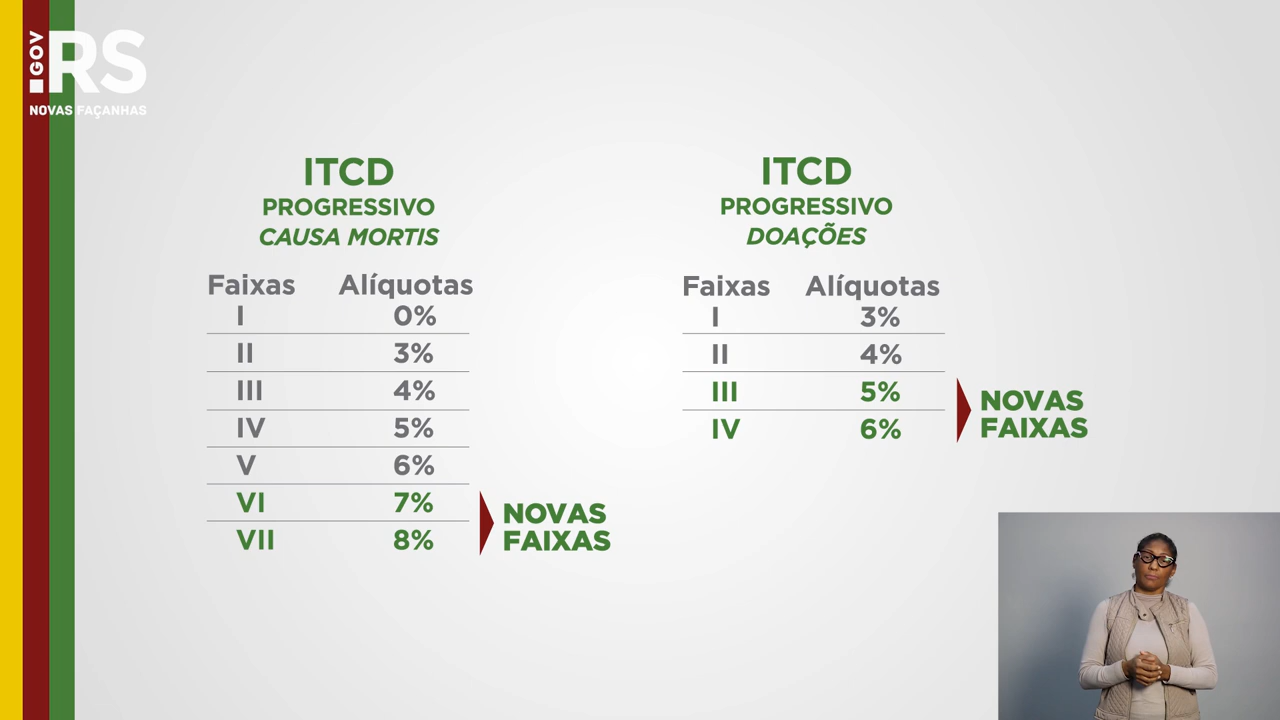 .GOV
RS
NOVAS FAÇANHAS
ITCD
PROGRESSIVO
CAUSA MORTIS
Faixas Alíquotas
I 0%
II 3%
III 4%
IV 5%
V 6%
VI 7%
VII 8%
NOVAS
FAIXAS
ITCD
PROGRESSIVO
DOAÇÕES
Faixas Alíquotas
I 3%
II 4%
III 5%
IV 6%
NOVAS
FAIXAS